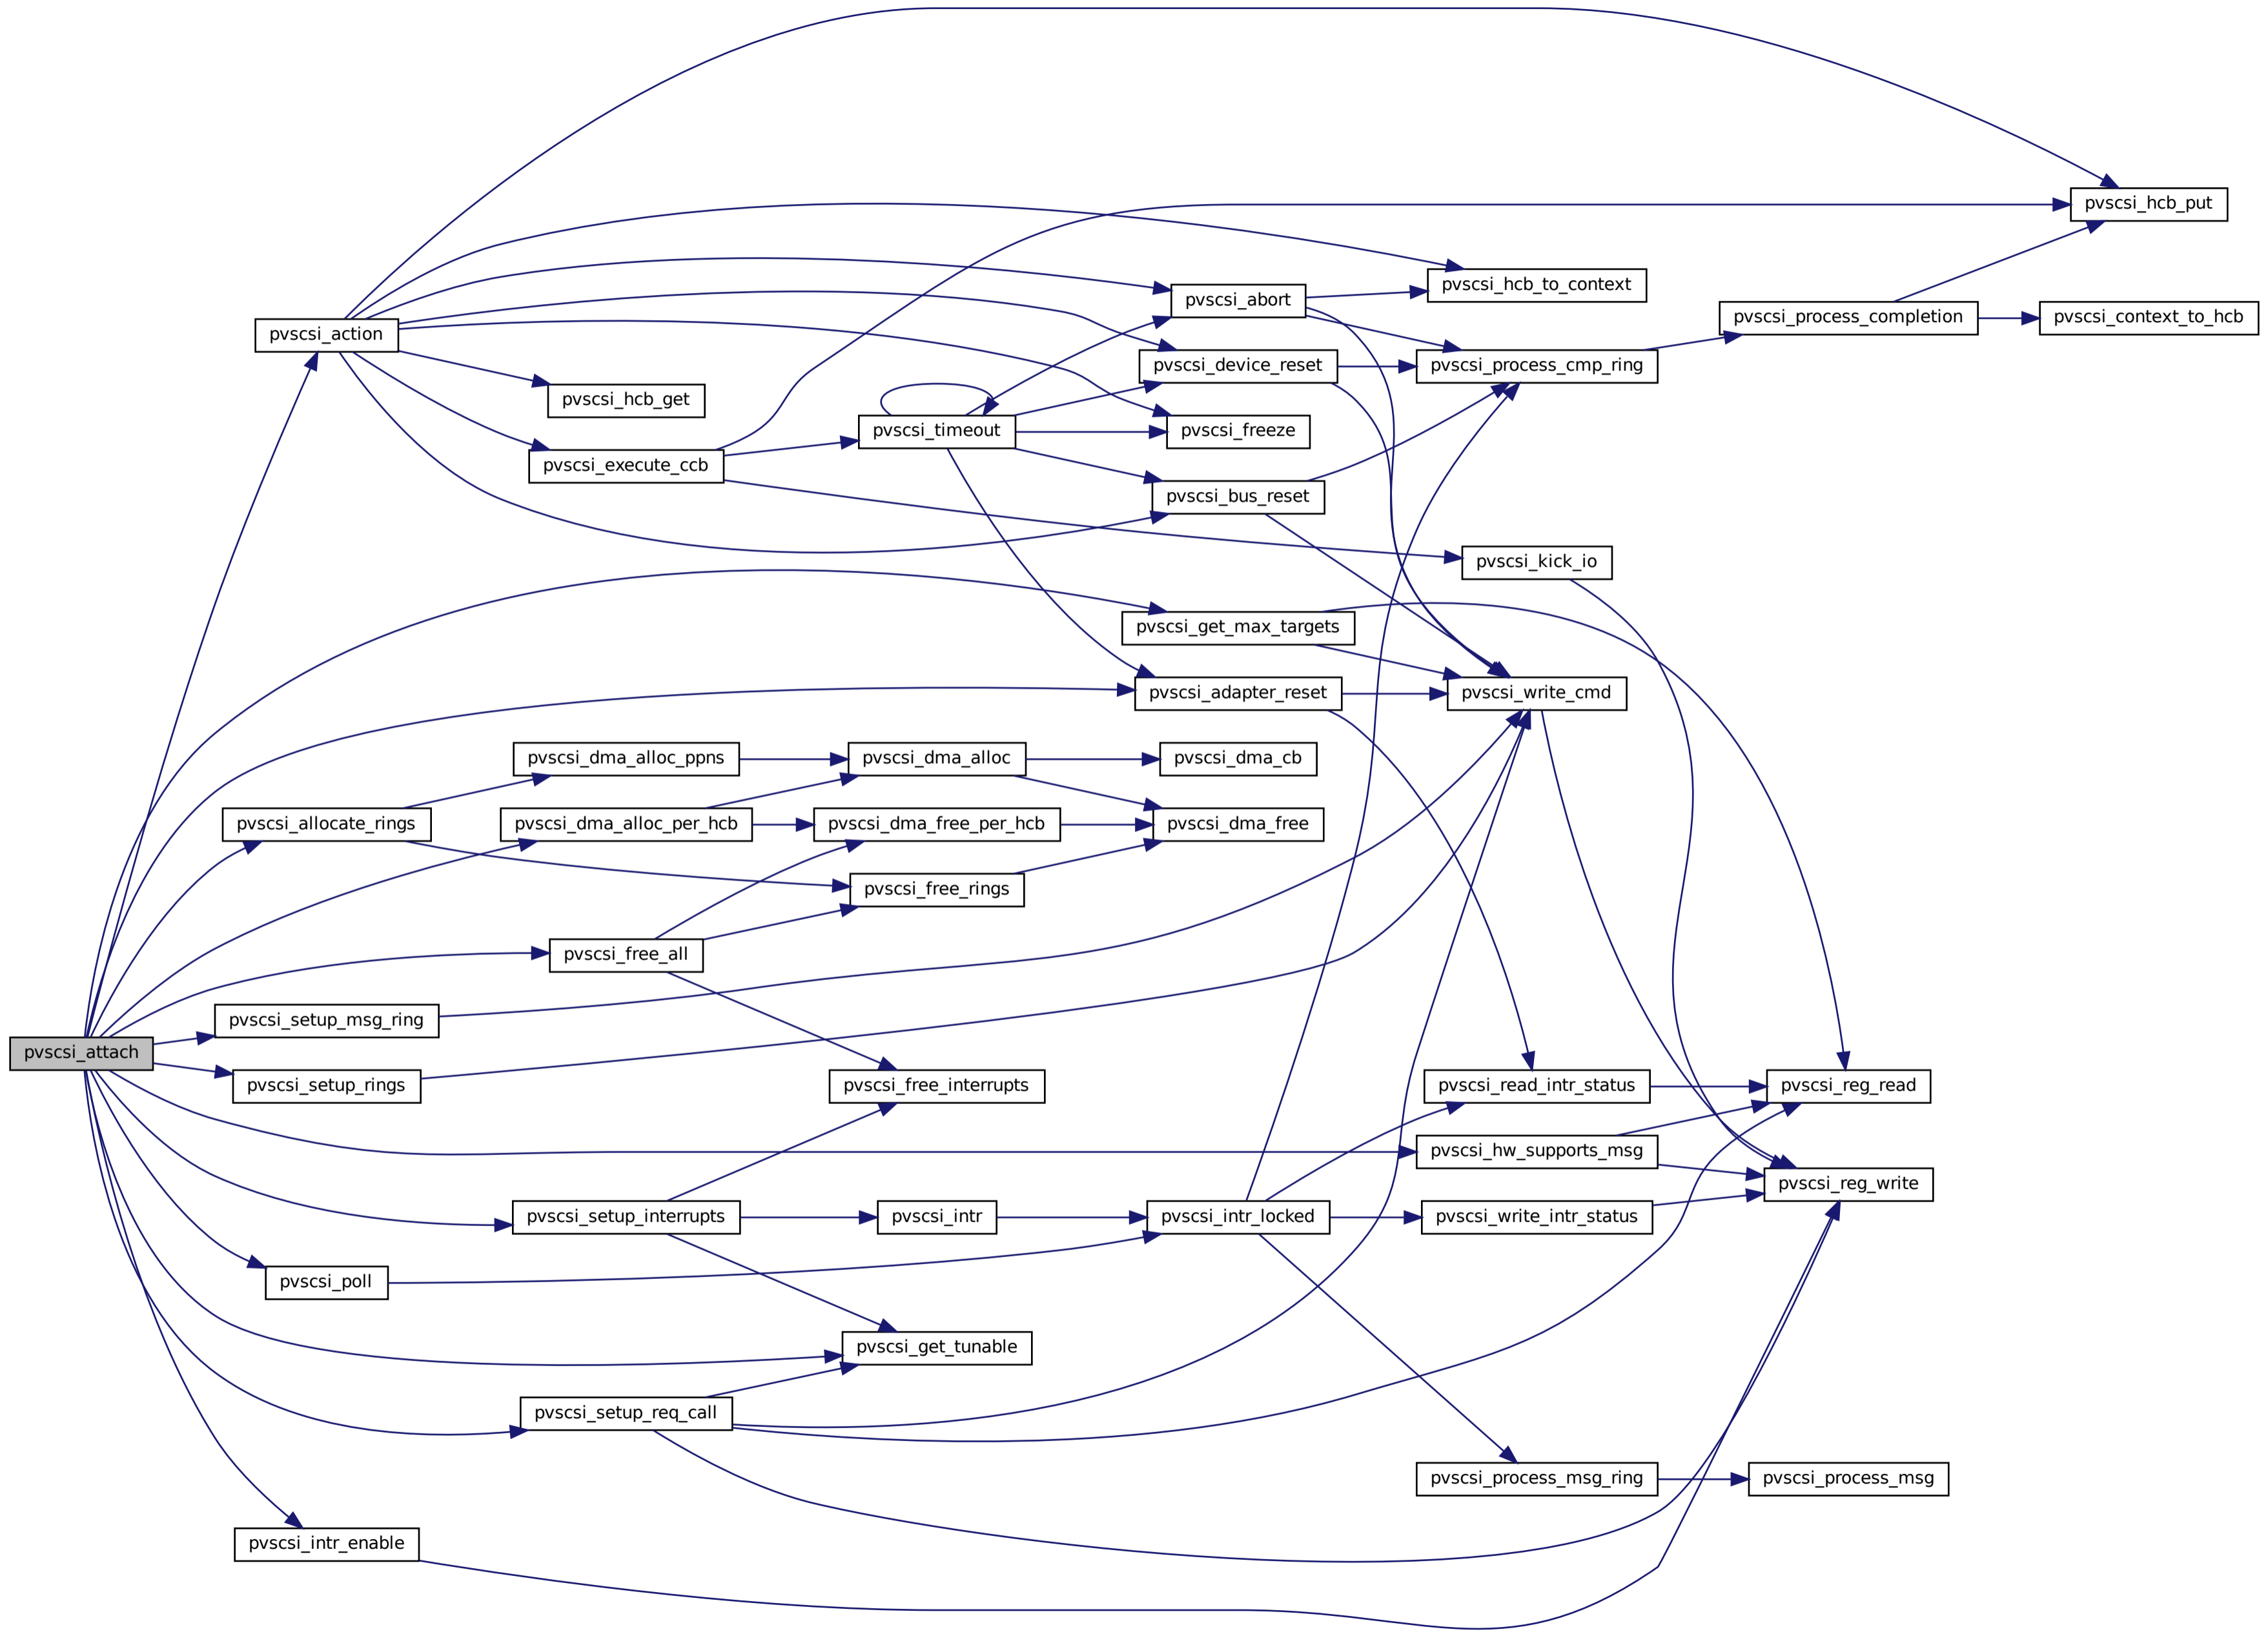 pvscsi_hcb_put
pvscsi_hcb_to_context
pvscsi_abort
pvscsi_process_completion
pvscsi_context_to_hcb
pvscsi_action
pvscsi_device_reset
pvscsi_process_cmp_ring
pvscsi_hcb_get
pvscsi_timeout
pvscsi_freeze
pvscsi_execute_ccb
pvscsi_bus_reset
pvscsi_kick_io
pvscsi_get_max_targets
pvscsi_adapter_reset
pvscsi_write_cmd
pvscsi_dma_alloc_ppns
pvscsi_dma_alloc
pvscsi_dma_cb
pvscsi_allocate_rings
pvscsi_dma_alloc_per_hcb
pvscsi_dma_free_per_hcb
pvscsi_dma_free
pvscsi_free_rings
pvscsi_free_all
pvscsi_setup_msg_ring
pvscsi_attach
pvscsi_setup_rings
pvscsi_free_interrupts
pvscsi_read_intr_status
pvscsi_reg_read
pvscsi_hw_supports_msg
pvscsi_reg_write
pvscsi_setup_interrupts
pvscsi_intr
pvscsi_intr_locked
pvscsi_write_intr_status
pvscsi_poll
pvscsi_get_tunable
pvscsi_setup_req_call
pvscsi_process_msg_ring
pvscsi_process_msg
pvscsi_intr_enable